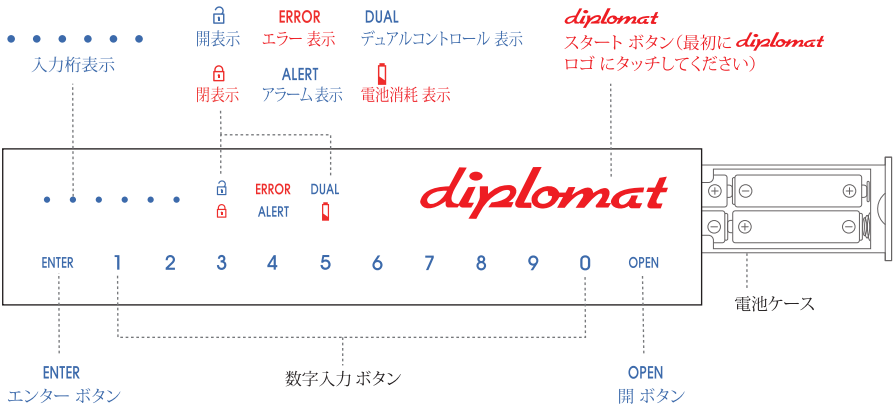 ERROR DUAL
開表示 エラー 表示 デュアルコントロール 表示
入力桁表示
ALERT
閉表示 アラーム 表示 電池消耗 表示
diplomat
スタート ボタン（最初に diplomat
ロゴ にタッチしてください）
ERROR DUAL
ALERT
diplomat
ENTER 1 2 3 4 5 6 7 8 9 0 OPEN
電池ケース
ENTER
エンター ボタン
数字入力 ボタン
OPEN
開 ボタン